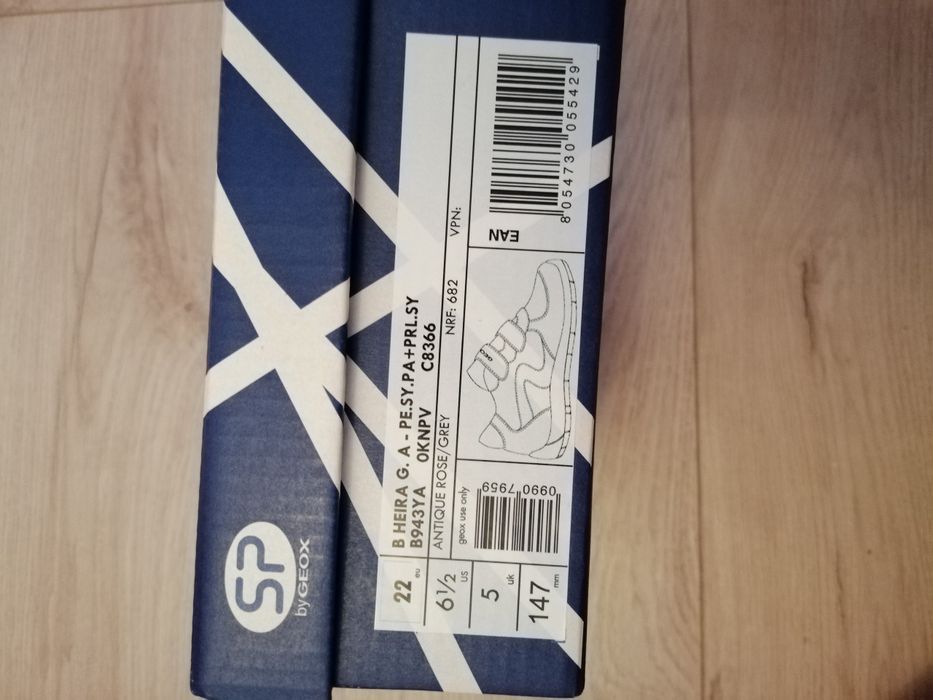 SP
by GEOX
B HEIRA G. A - PE.SY.PA+PRL.SY
B943YA 0KNPV C8366
ANTIQUE ROSE/GREY NRF: 682 VPN:
22 eu
6½ US
5 uk
147 mm
geox use only
0990 7959
GEOX
EAN
8 054730 055429